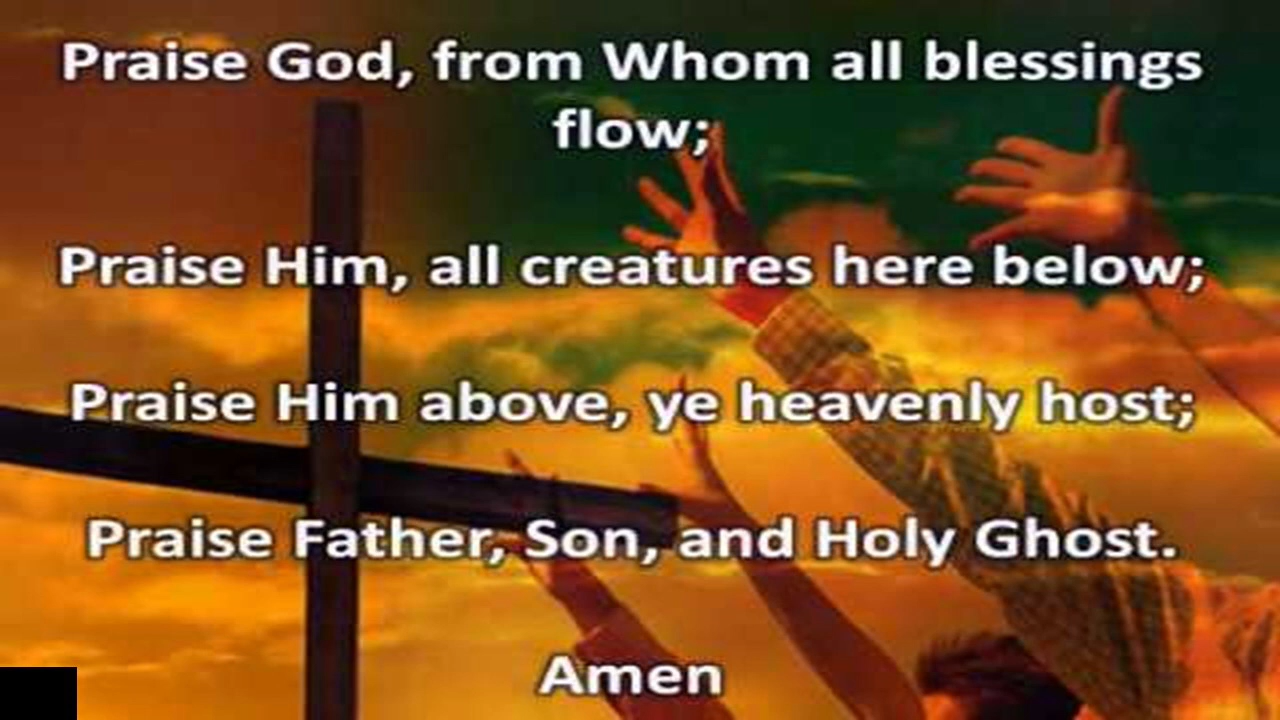 Praise God, from Whom all blessings
flow;
Praise Him, all creatures here below;
Praise Him above, ye heavenly host;
Praise Father, Son, and Holy Ghost.
Amen